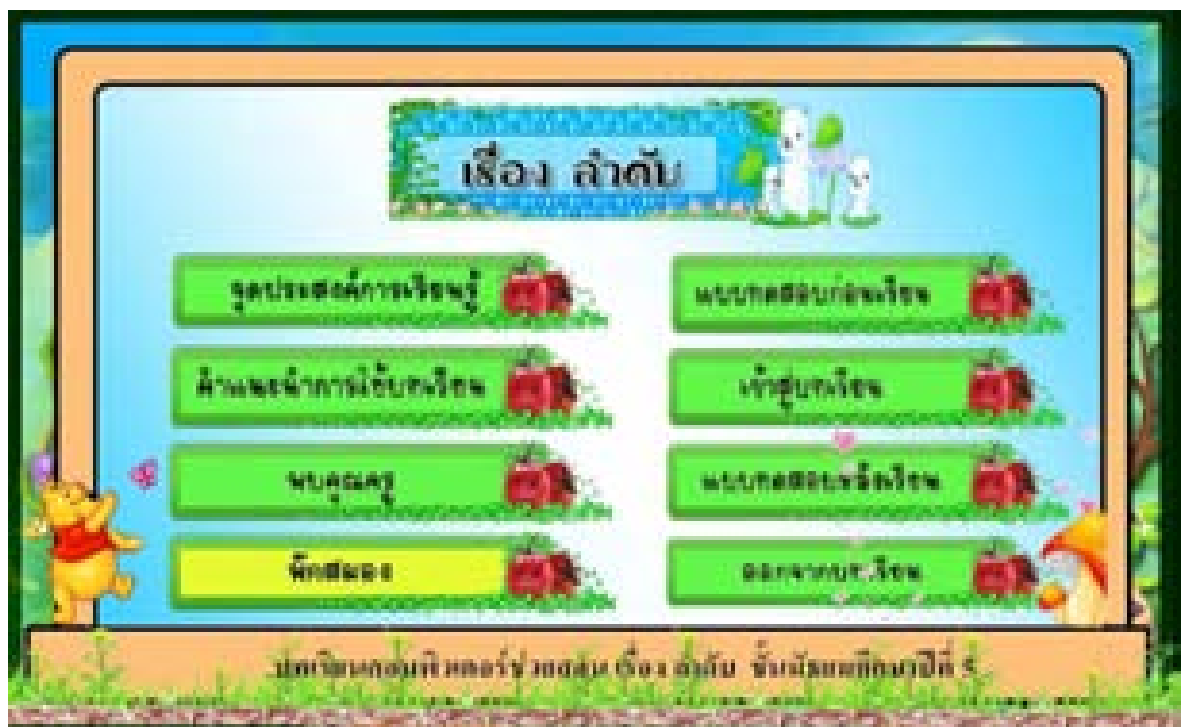 เรื่อง ลำดับ
จุดประสงค์การเรียนรู้
แบบทดสอบก่อนเรียน
คำแนะนำการใช้บทเรียน
เข้าสู่บทเรียน
พบคุณครู
แบบทดสอบหลังเรียน
พักสมอง
ออกจากบทเรียน
บทเรียนคอมพิวเตอร์ช่วยสอน เรื่อง ลำดับ ชั้นมัธยมศึกษาปีที่ 5